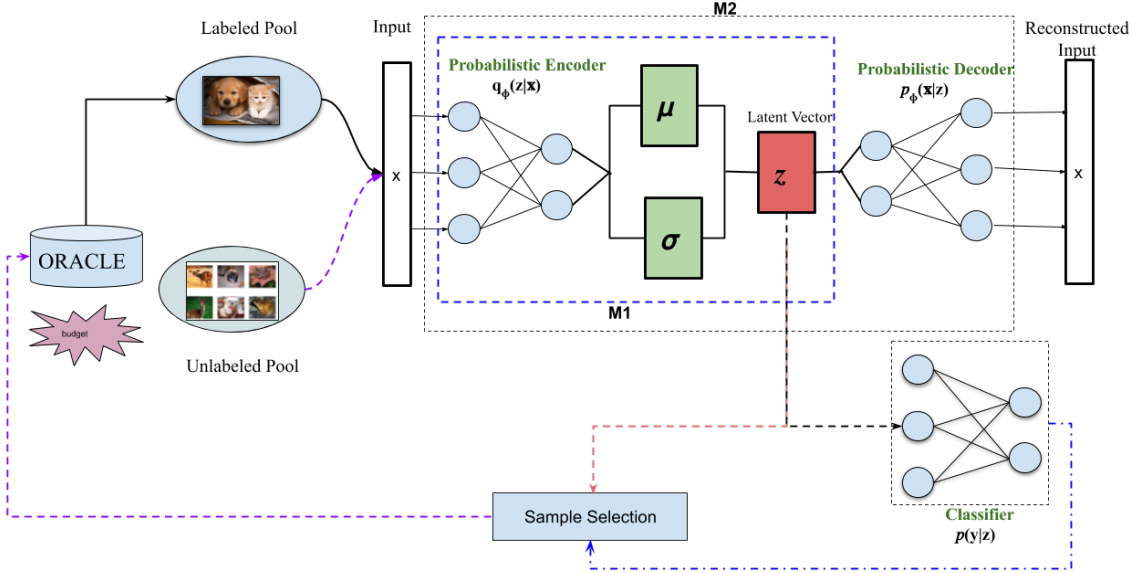 M2
Labeled Pool
Input
Reconstructed
Input
Probabilistic Encoder
qϕ(z|x)
Probabilistic Decoder
pϕ(x|z)
μ
Latent Vector
x
z
x
σ
ORACLE
budget
M1
Unlabeled Pool
Sample Selection
Classifier
p(y|z)